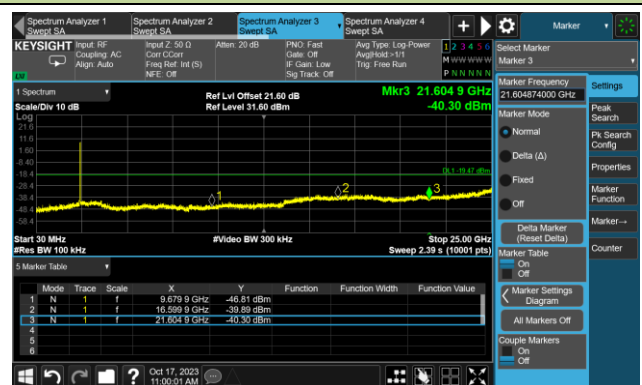 Spectrum Analyzer 1
Swept SA
Spectrum Analyzer 2
Swept SA
Spectrum Analyzer 3
Swept SA
Spectrum Analyzer 4
Swept SA
+
Marker
KEYSIGHT
Input: RF
Coupling: AC
Align: Auto
Input Z: 50 Ω
Corr CCorr
Freq Ref: Int (S)
NFE: Off
Atten: 20 dB
PNO: Fast
Gate: Off
IF Gain: Low
Sig Track: Off
Avg Type: Log-Power
Avg|Hold:>1/1
Trig: Free Run
1 2 3 4 5 6
M W W W W W
P N N N N N
LW
Select Marker
Marker 3
1 Spectrum
Scale/Div 10 dB
Ref Lvl Offset 21.60 dB
Ref Level 31.60 dBm
Mkr3 21.604 9 GHz
-40.30 dBm
Log
21.6
11.6
1.60
-8.40
-18.4
-28.4
-38.4
-48.4
-58.4
DL1 -19.47 dBm
1
2
3
Start 30 MHz
#Res BW 100 kHz
#Video BW 300 kHz
Stop 25.00 GHz
Sweep 2.39 s (10001 pts)
5 Marker Table
Mode Trace Scale X Y Function Function Width Function Value
1 N 1 f 9.679 9 GHz -46.81 dBm
2 N 1 f 16.599 9 GHz -39.89 dBm
3 N 1 f 21.604 9 GHz -40.30 dBm
4
5
6
Marker Frequency
21.604874000 GHz
Marker Mode
Normal
Delta (Δ)
Fixed
Off
Delta Marker
(Reset Delta)
Marker Table
On
Off
Marker Settings
Diagram
All Markers Off
Couple Markers
On
Off
Settings
Peak
Search
Pk Search
Config
Properties
Marker
Function
Marker→
Counter
?
Oct 17, 2023
11:00:01 AM